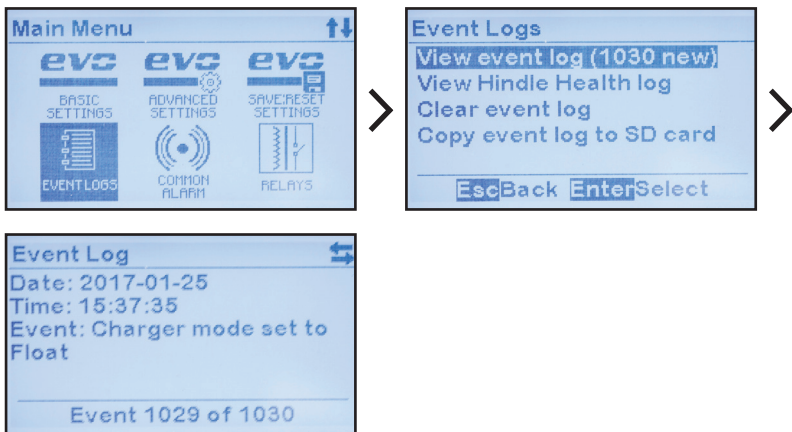 Main Menu
evo evo evo
BASIC SETTINGS
ADVANCED SETTINGS
SAVE:RESET SETTINGS
EVENT LOGS
COMMON ALARM
RELAYS
Event Logs
View event log (1030 new)
View Hindle Health log
Clear event log
Copy event log to SD card
Esc Back Enter Select
Event Log
Date: 2017-01-25
Time: 15:37:35
Event: Charger mode set to
Float
Event 1029 of 1030